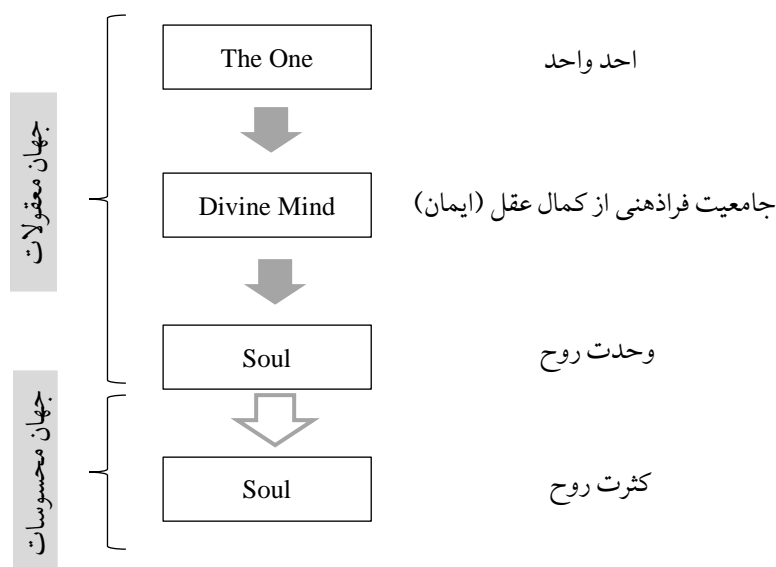 The One
احد واحد
جهان معقولات
Divine Mind
جامعیت فراذهنی از کمال عقل (ایمان)
Soul
وحدت روح
جهان محسوسات
Soul
کثرت روح